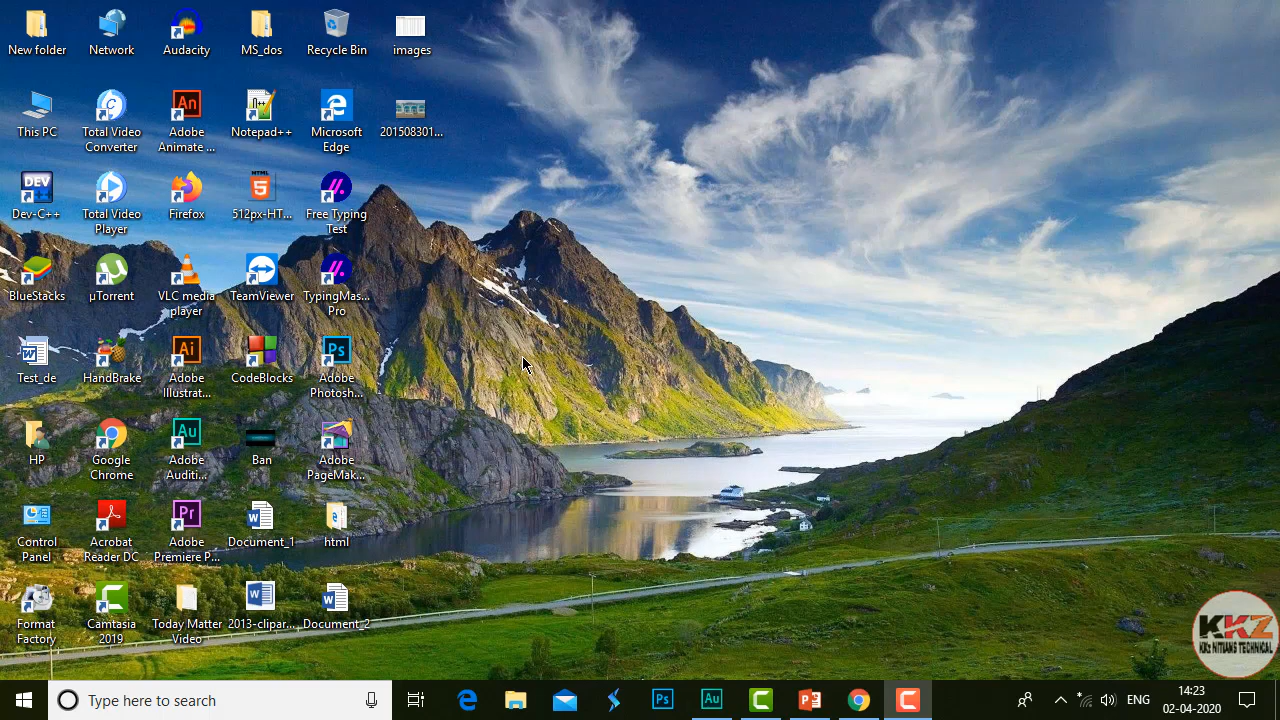 New folder
Network
Audacity
MS_dos
Recycle Bin
images
This PC
Total Video
Converter
Adobe
Animate ...
Notepad++
Microsoft
Edge
201508301...
Dev-C++
Total Video
Player
Firefox
512px-HT...
Free Typing
Test
BlueStacks
µTorrent
VLC media
player
TeamViewer
TypingMas...
Pro
Test_de
HandBrake
Adobe
Illustrat...
CodeBlocks
Adobe
Photosh...
HP
Google
Chrome
Adobe
Auditi...
Ban
Adobe
PageMak...
Control
Panel
Acrobat
Reader DC
Adobe
Premiere P...
Document_1
html
Format
Factory
Camtasia
2019
Today Matter
Video
2013-clipar...
Document_2
KKZ
KKz NITIANS TECHNICAL
Type here to search
ENG
14:23
02-04-2020